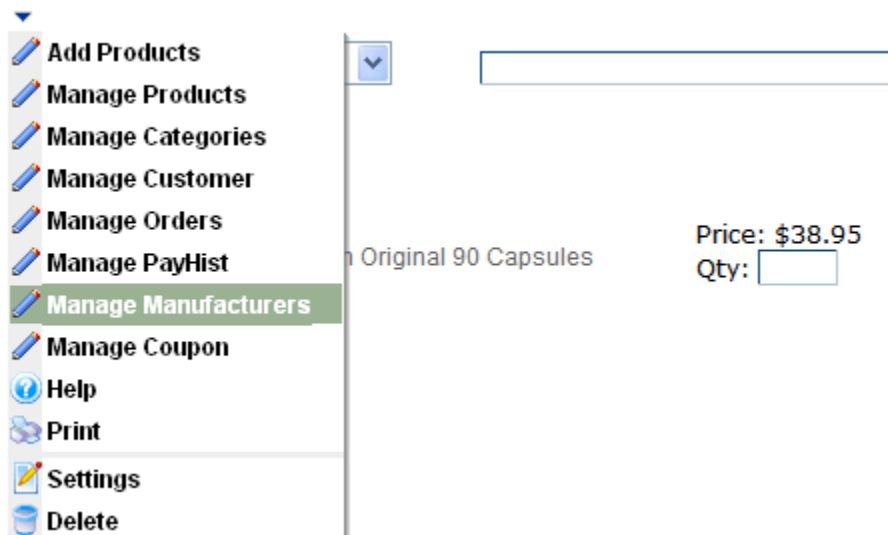 Add Products
Manage Products
Manage Categories
Manage Customer
Manage Orders
Manage PayHist
Manage Manufacturers
Manage Coupon
Help
Print
Settings
Delete
Original 90 Capsules
Price: $38.95
Qty: